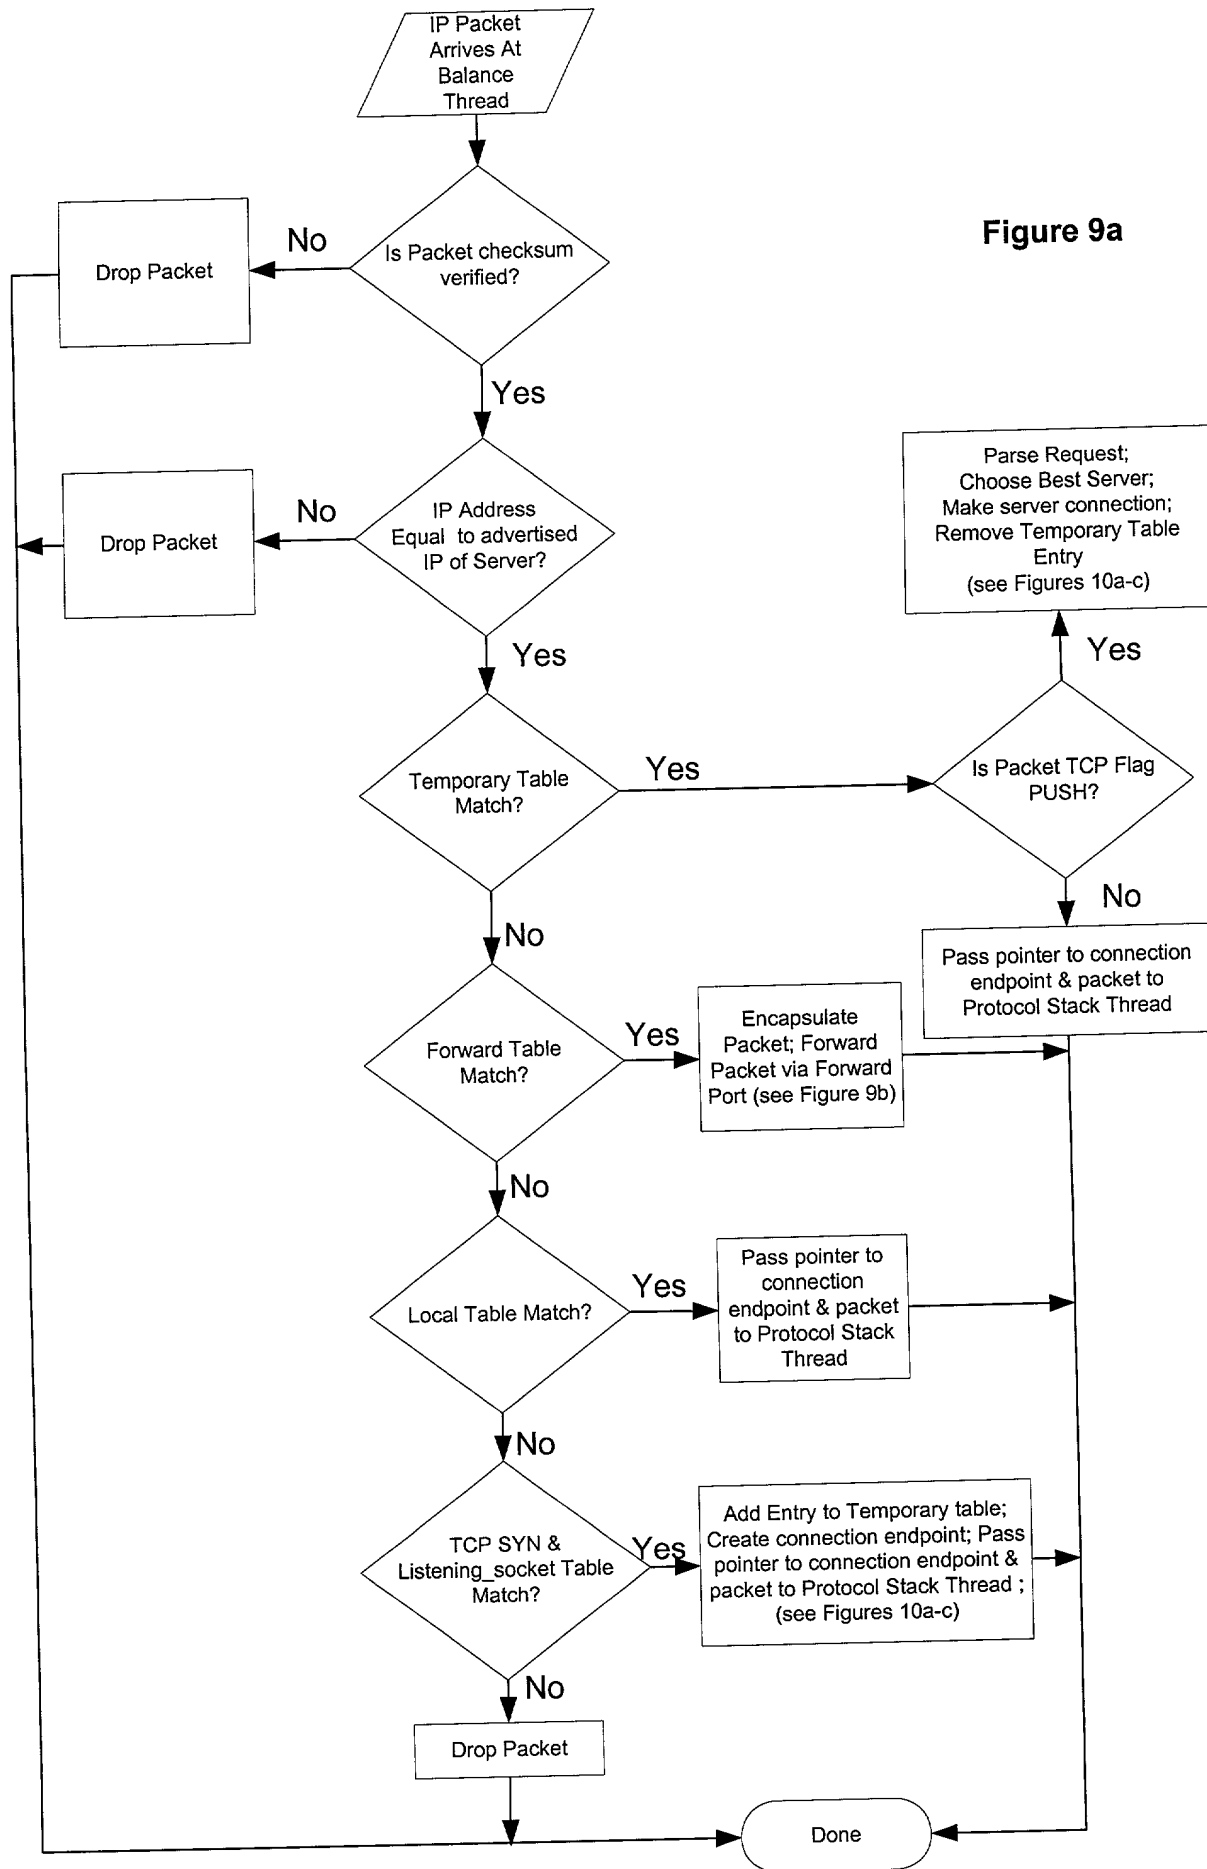 IP Packet
Arrives At
Balance
Thread
Figure 9a
Is Packet checksum
verified?
No
Drop Packet
Yes
IP Address
Equal to advertised
IP of Server?
No
Drop Packet
Yes
Parse Request;
Choose Best Server;
Make server connection;
Remove Temporary Table
Entry
(see Figures 10a-c)
Yes
Temporary Table
Match?
Yes
Is Packet TCP Flag
PUSH?
No
No
Pass pointer to connection
endpoint & packet to
Protocol Stack Thread
Forward Table
Match?
Yes
Encapsulate
Packet; Forward
Packet via Forward
Port (see Figure 9b)
No
Local Table Match?
Yes
Pass pointer to
connection
endpoint & packet
to Protocol Stack
Thread
No
TCP SYN &
Listening_socket Table
Match?
Yes
Add Entry to Temporary table;
Create connection endpoint; Pass
pointer to connection endpoint &
packet to Protocol Stack Thread ;
(see Figures 10a-c)
No
Drop Packet
Done